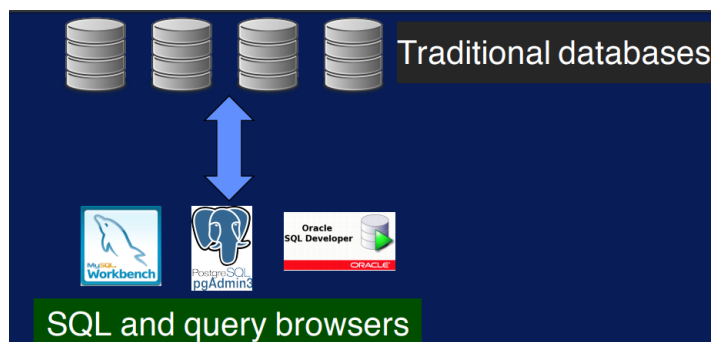 Traditional databases
MySQL
Workbench
PostgreSQL
pgAdmin3
Oracle
SQL Developer
ORACLE
SQL and query browsers